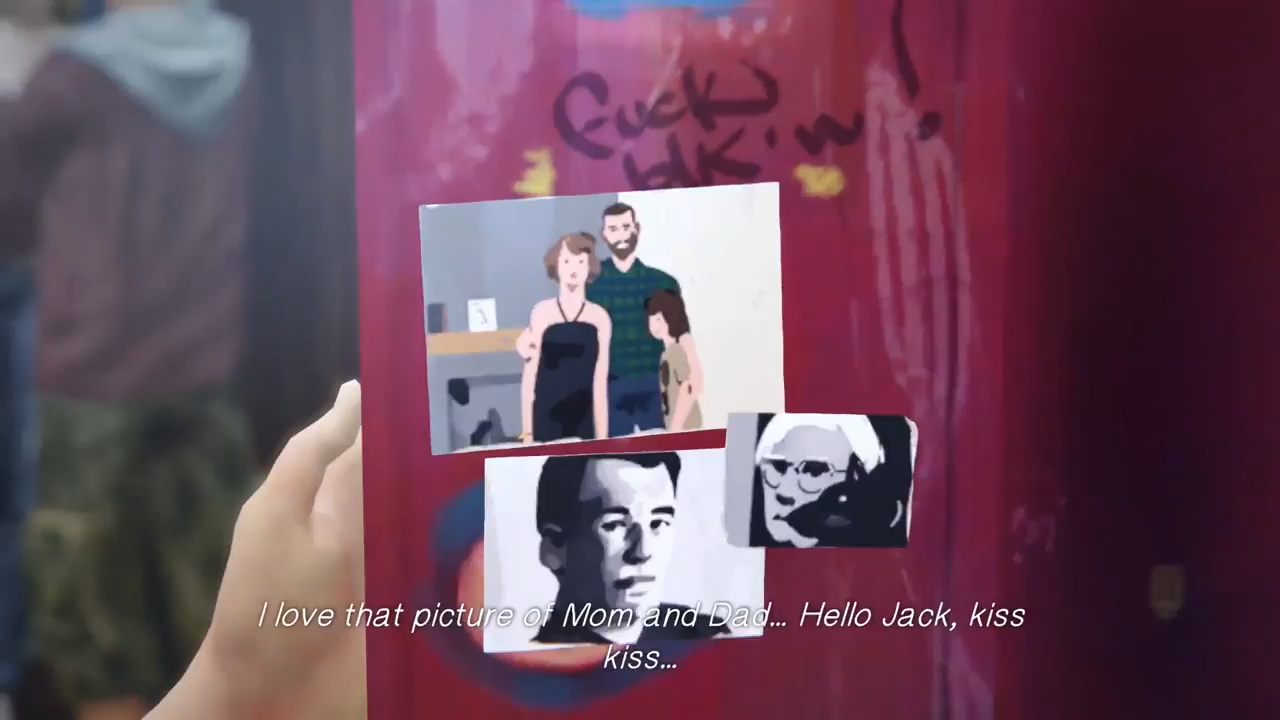 Fuck
I love that picture of Mom and Dad... Hello Jack, kiss
kiss...